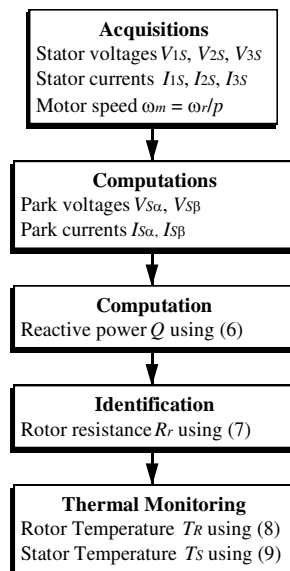 Acquisitions
Stator voltages V1S, V2S, V3S
Stator currents I1S, I2S, I3S
Motor speed ωm = ωr/p
Computations
Park voltages VSα, VSβ
Park currents ISα, ISβ
Computation
Reactive power Q using (6)
Identification
Rotor resistance Rr using (7)
Thermal Monitoring
Rotor Temperature TR using (8)
Stator Temperature TS using (9)